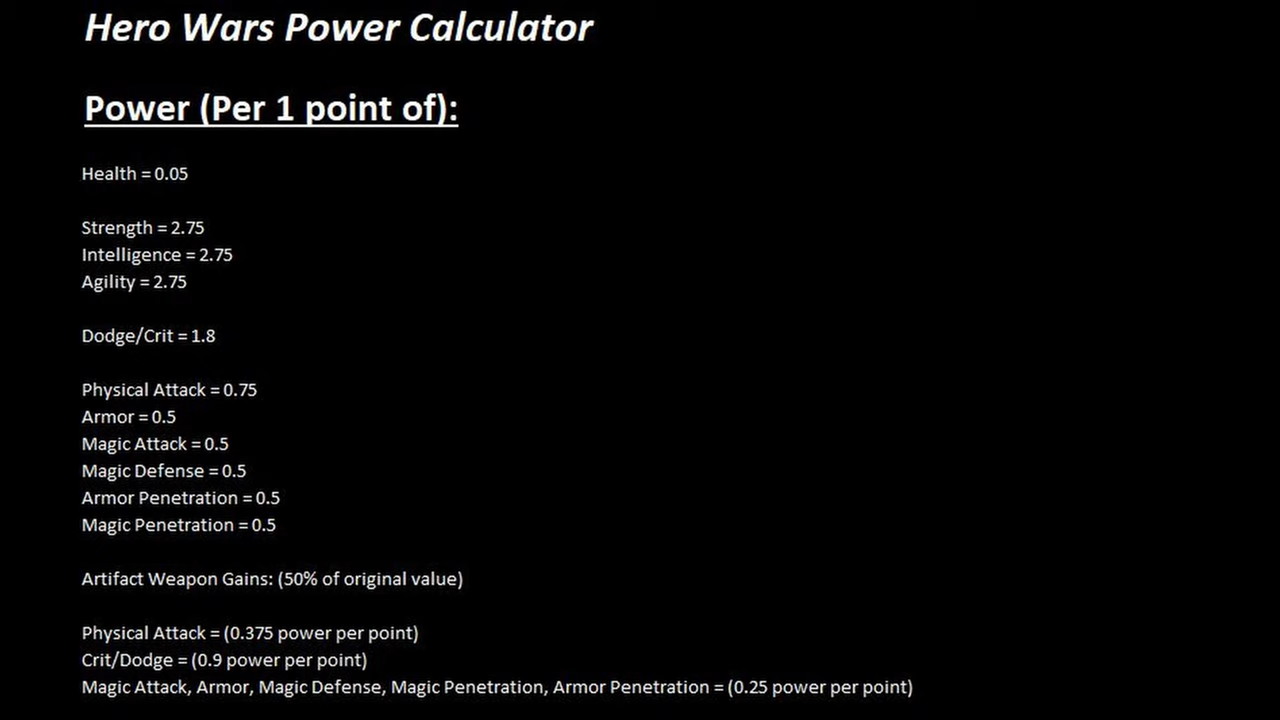 Hero Wars Power Calculator
Power (Per 1 point of):
Health = 0.05
Strength = 2.75
Intelligence = 2.75
Agility = 2.75
Dodge/Crit = 1.8
Physical Attack = 0.75
Armor = 0.5
Magic Attack = 0.5
Magic Defense = 0.5
Armor Penetration = 0.5
Magic Penetration = 0.5
Artifact Weapon Gains: (50% of original value)
Physical Attack = (0.375 power per point)
Crit/Dodge = (0.9 power per point)
Magic Attack, Armor, Magic Defense, Magic Penetration, Armor Penetration = (0.25 power per point)